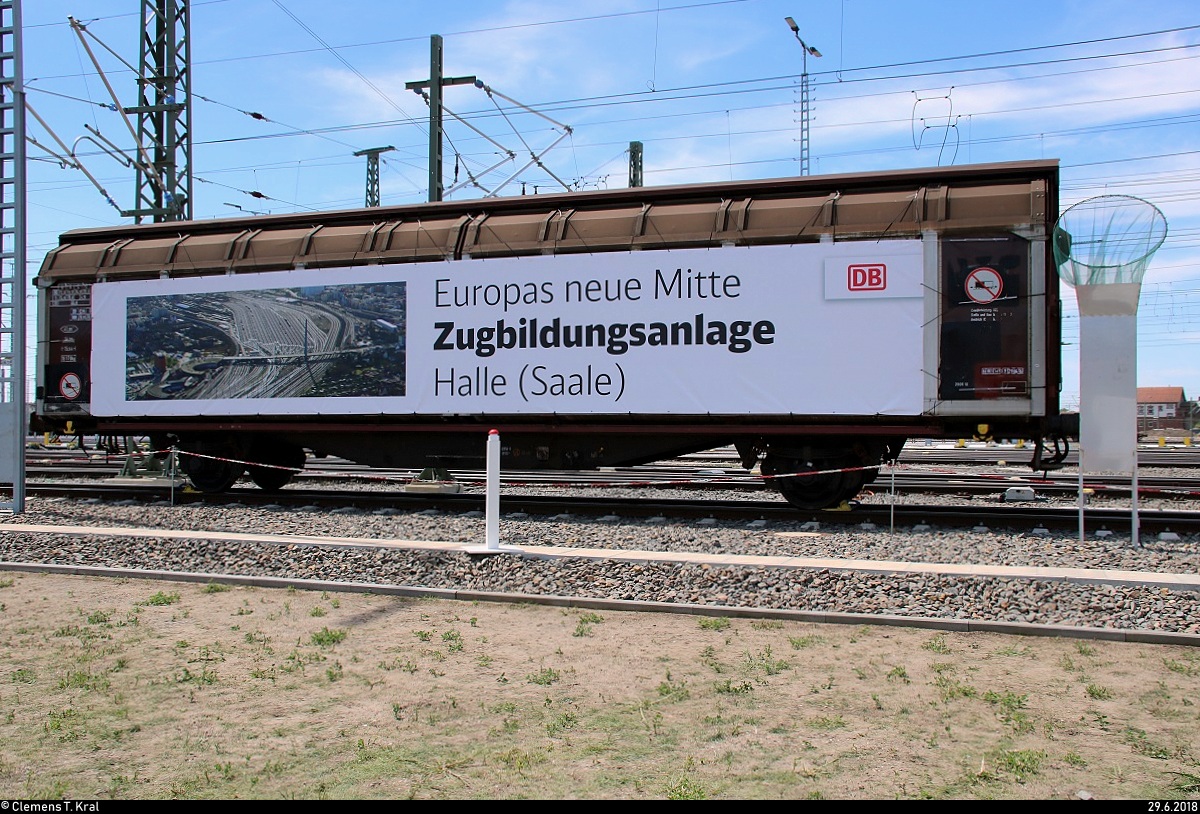 Europas neue Mitte
DB
Zugbildungsanlage
Halle (Saale)
© Clemens T. Kral
29.6.2018